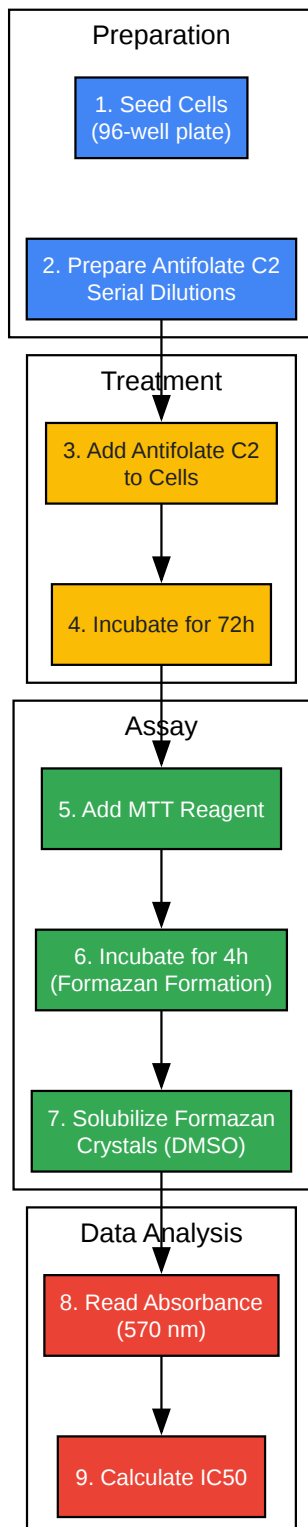 Preparation
1. Seed Cells
(96-well plate)
2. Prepare Antifolate C2
Serial Dilutions
Treatment
3. Add Antifolate C2
to Cells
4. Incubate for 72h
Assay
5. Add MTT Reagent
6. Incubate for 4h
(Formazan Formation)
7. Solubilize Formazan
Crystals (DMSO)
Data Analysis
8. Read Absorbance
(570 nm)
9. Calculate IC50